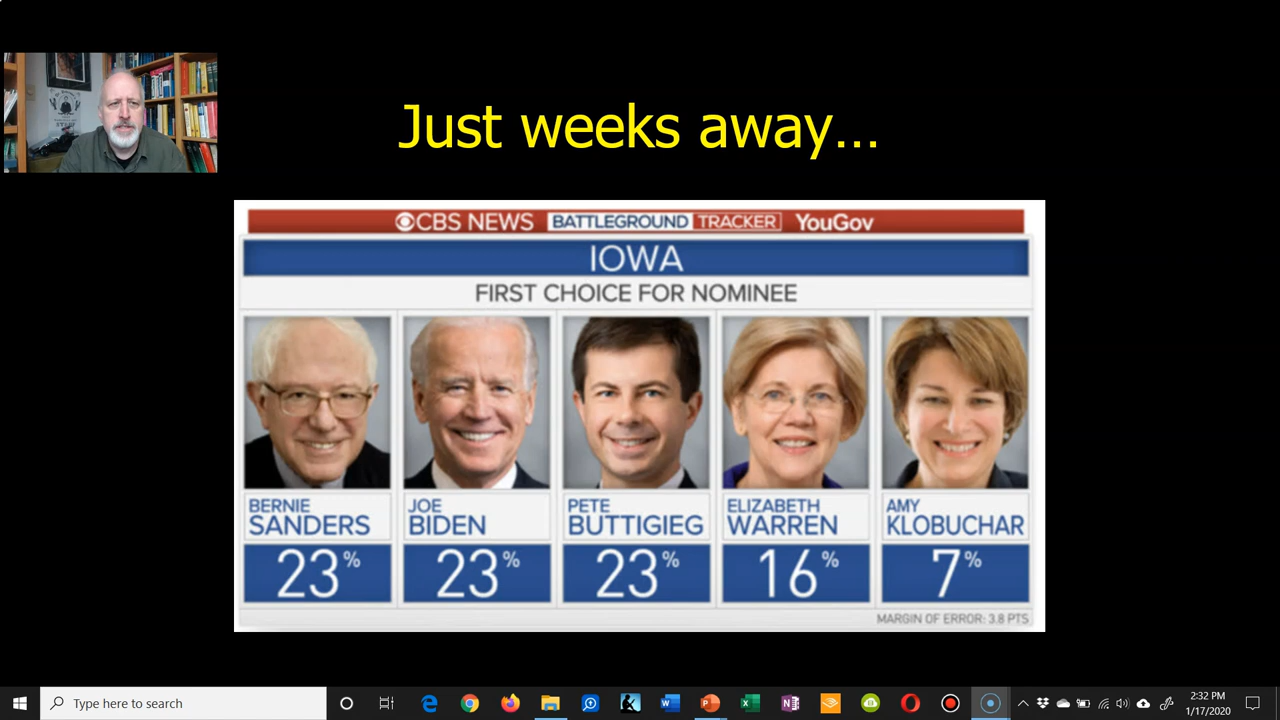 Just weeks away...
CBS NEWS BATTLEGROUND TRACKER YouGov
IOWA
FIRST CHOICE FOR NOMINEE
BERNIE
SANDERS
23%
JOE
BIDEN
23%
PETE
BUTTIGIEG
23%
ELIZABETH
WARREN
16%
AMY
KLOBUCHAR
7%
MARGIN OF ERROR: 3.8 PTS
Type here to search
2:32 PM
1/17/2020